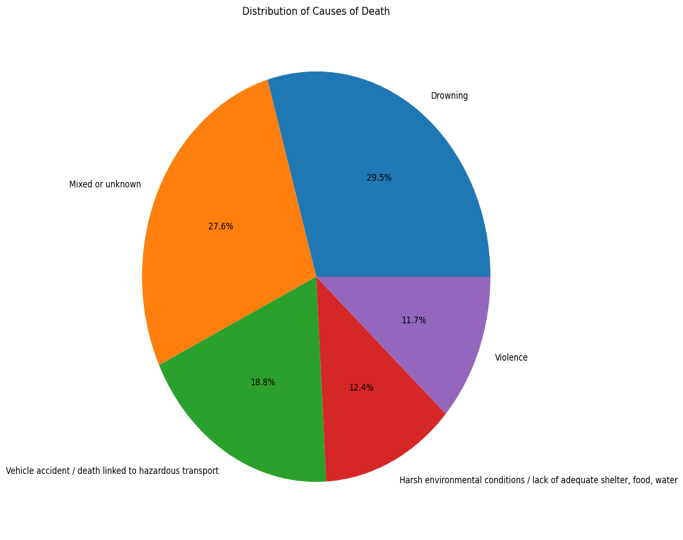 Distribution of Causes of Death
Drowning
29.5%
Mixed or unknown
27.6%
11.7%
Violence
18.8%
12.4%
Vehicle accident / death linked to hazardous transport
Harsh environmental conditions / lack of adequate shelter, food, water